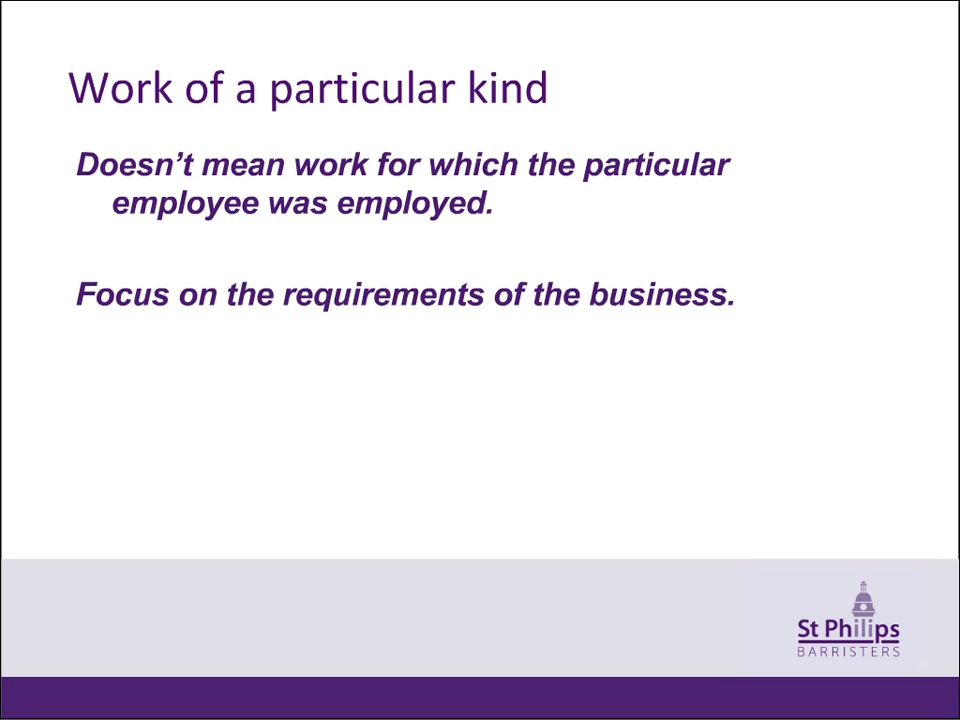 Work of a particular kind
Doesn’t mean work for which the particular
employee was employed.
Focus on the requirements of the business.
St Philips
BARRISTERS